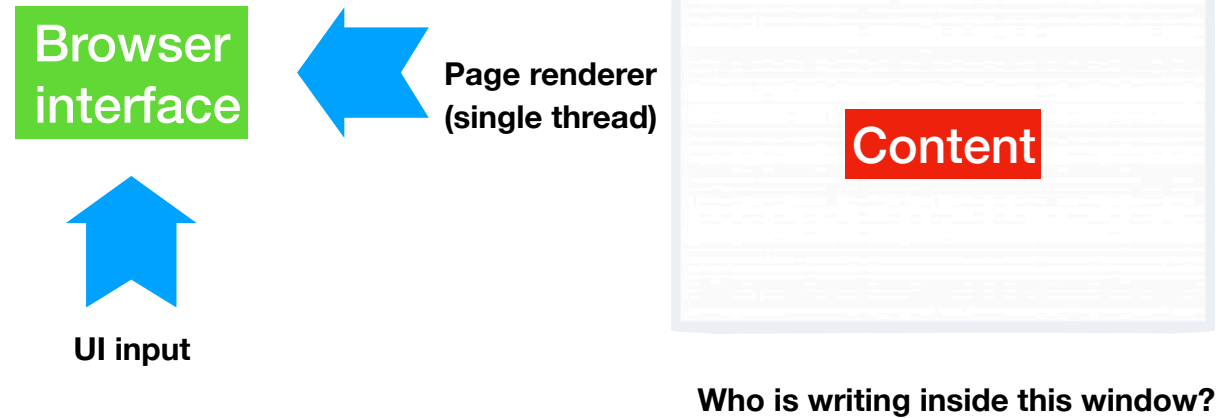 Browser
interface
Page renderer
(single thread)
Content
UI input
Who is writing inside this window?